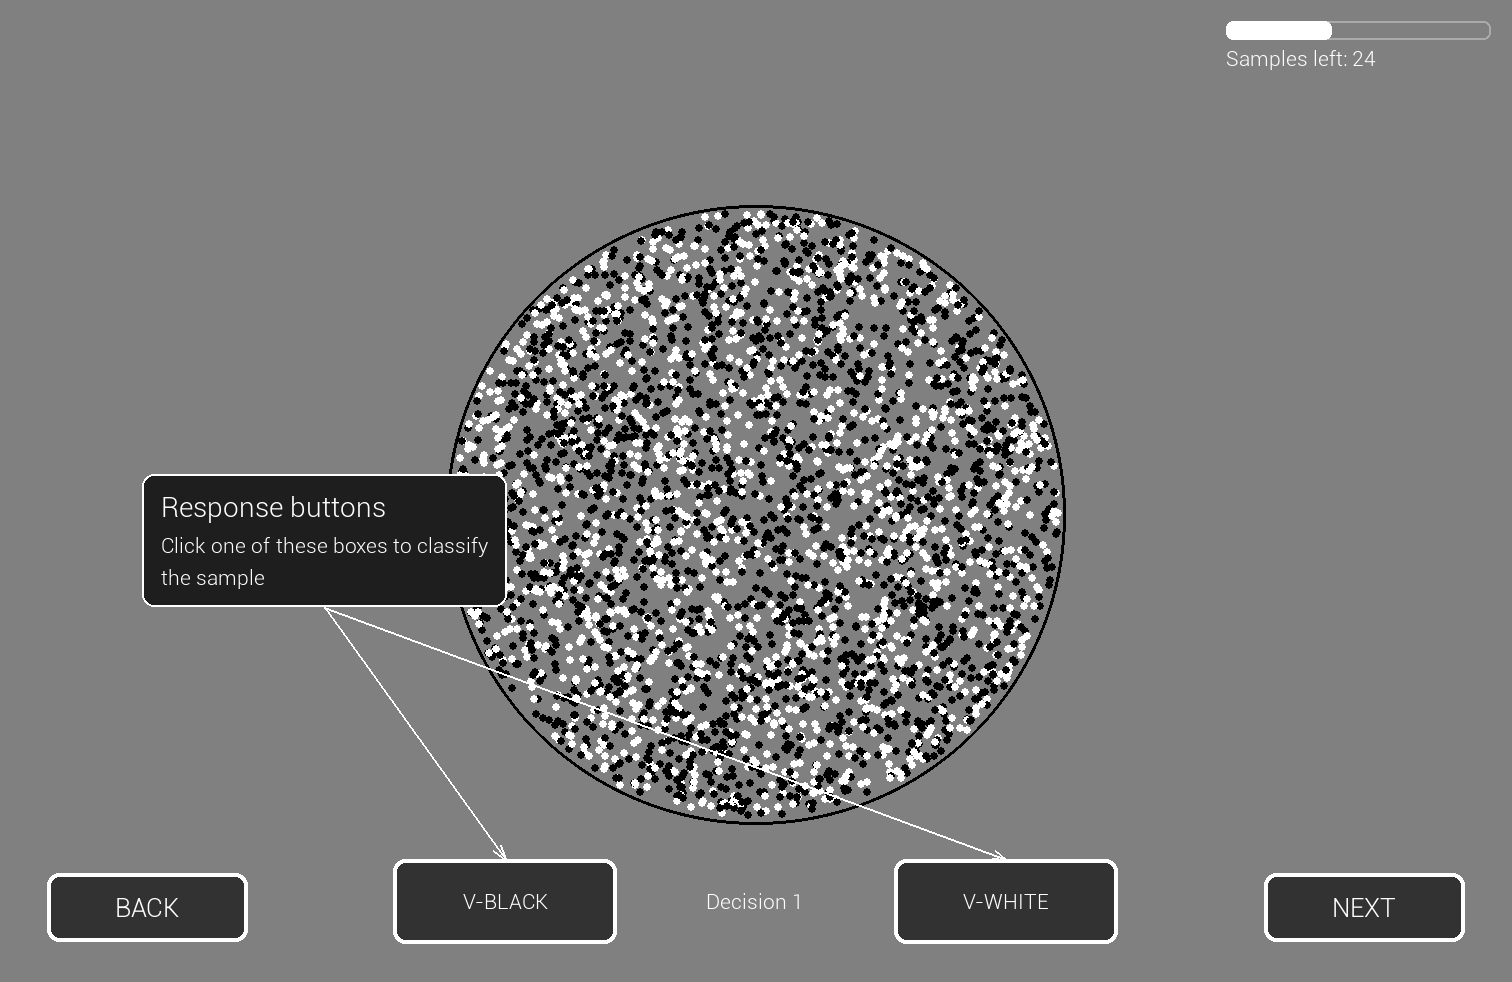 Samples left: 24
Response buttons
Click one of these boxes to classify
the sample
BACK
V-BLACK
Decision 1
V-WHITE
NEXT